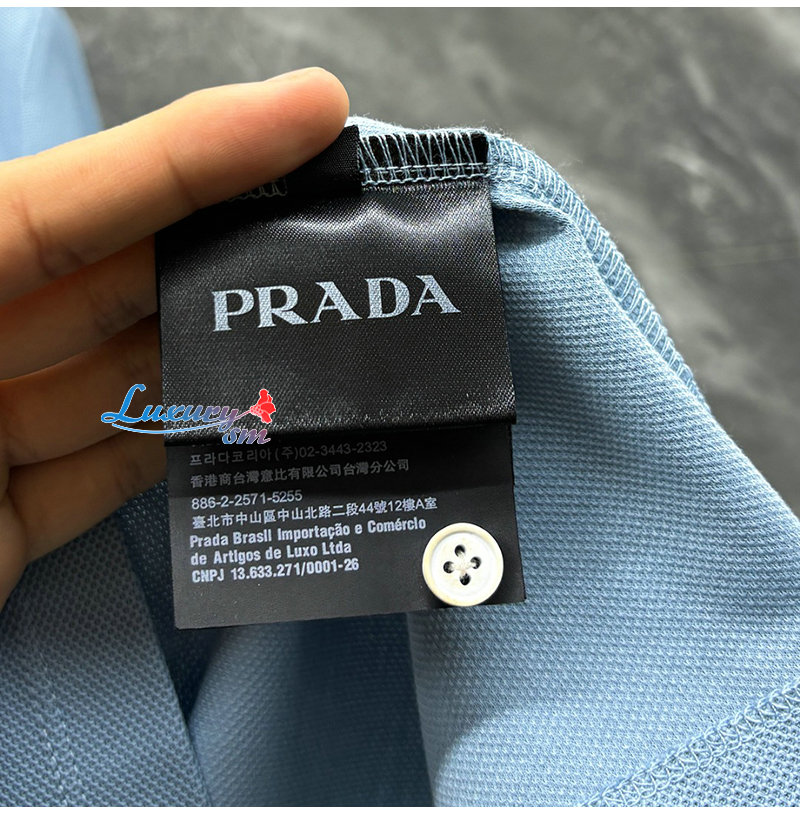 PRADA
Luxury
sm
프라다코리아(주)02-3443-2323
香港商台灣意比有限公司台灣分公司
886-2-2571-5255
臺北市中山區中山北路二段44號12樓A室
Prada Brasil Importação e Comércio
de Artigos de Luxo Ltda
CNPJ 13.633.271/0001-26